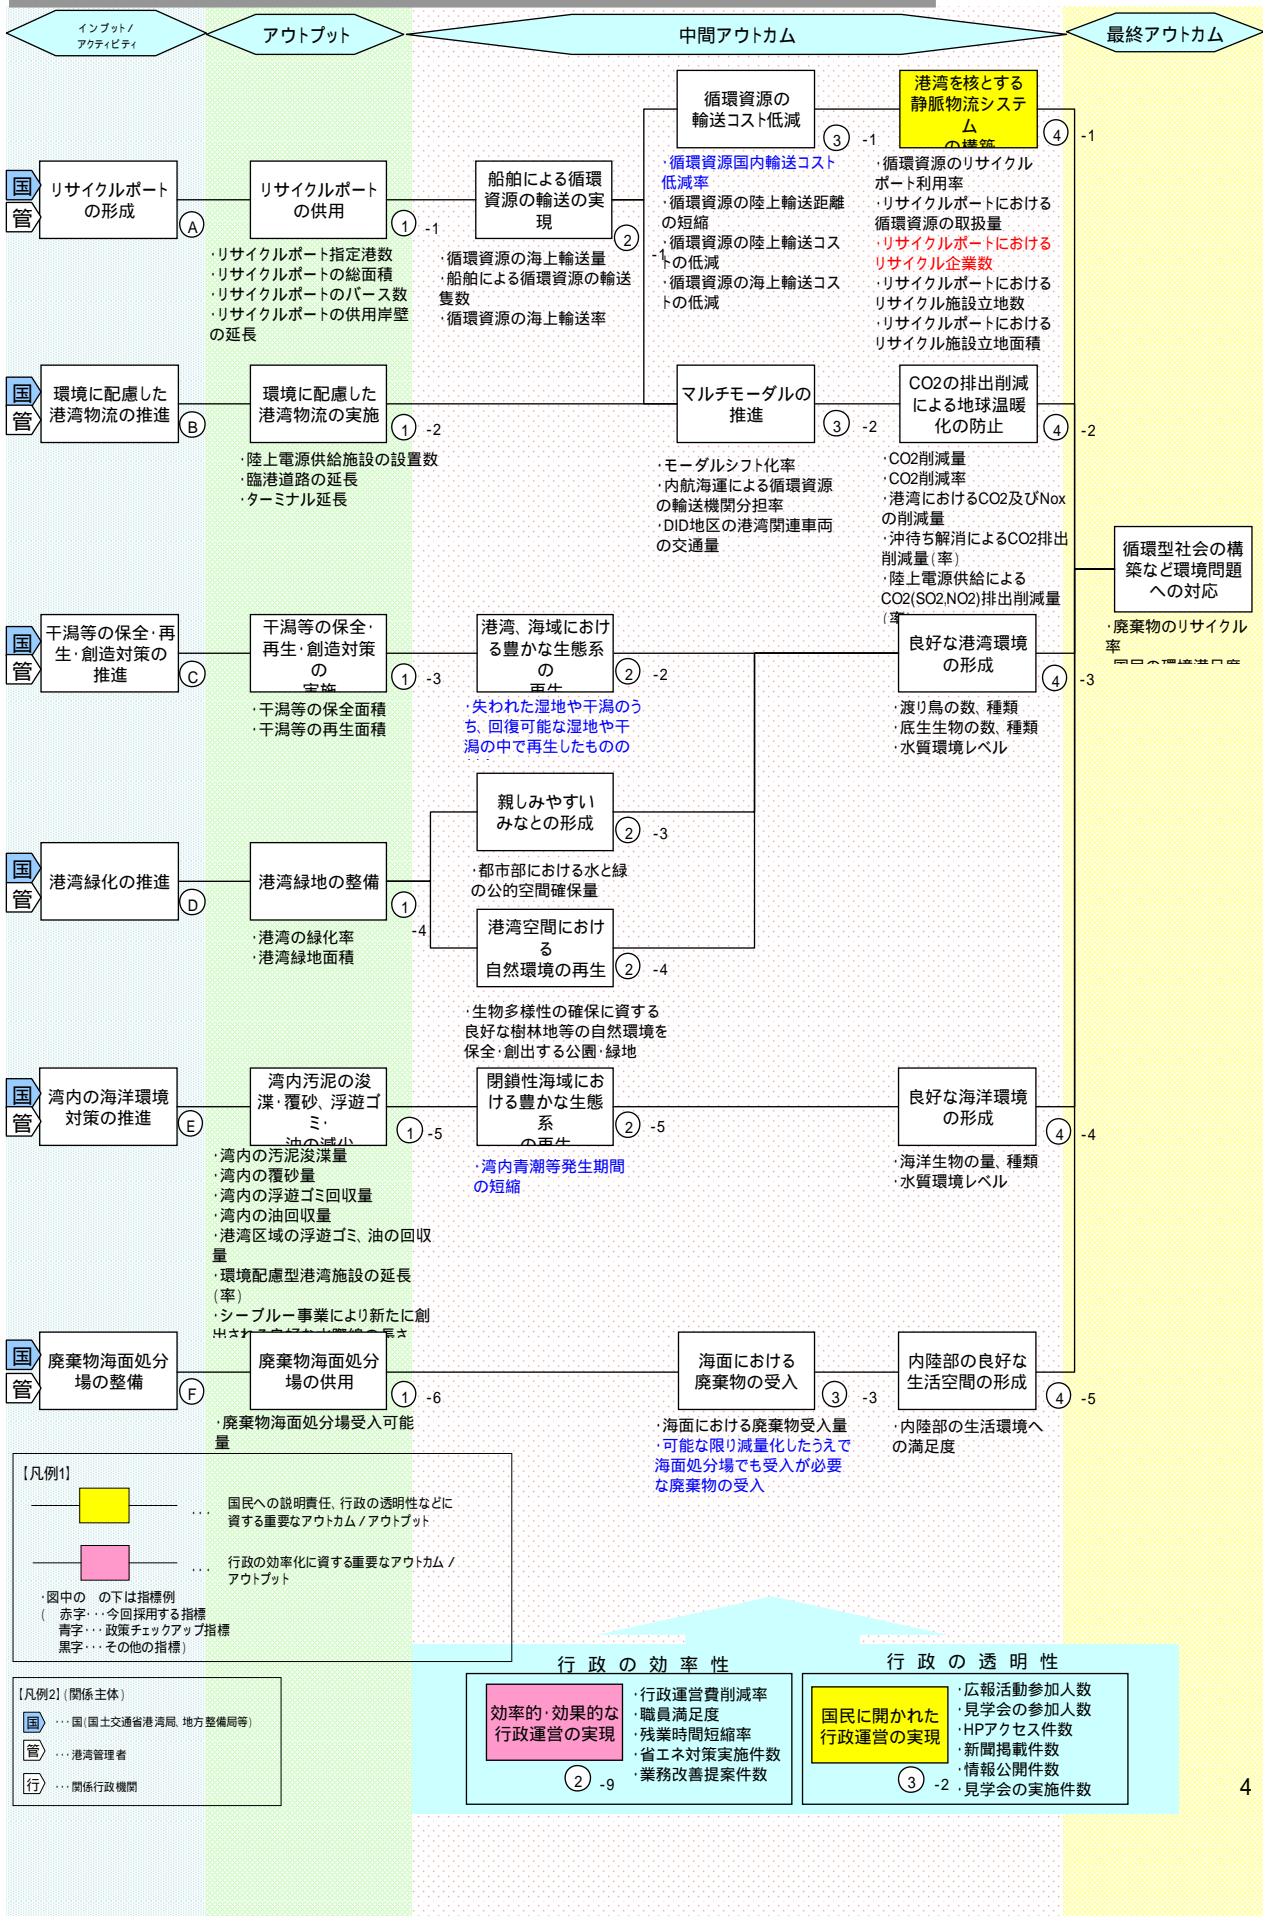 インプット/
アクティビティ
アウトプット
中間アウトカム
最終アウトカム
国
管
リサイクルポート
の形成
A
リサイクルポート
の供用
1 -1
・リサイクルポート指定港数
・リサイクルポートの総面積
・リサイクルポートのバース数
・リサイクルポートの供用岸壁
の延長
船舶による循環
資源の輸送の実
現
2
-1
・循環資源の海上輸送量
・船舶による循環資源の輸送
隻数
・循環資源の海上輸送率
循環資源の
輸送コスト低減
3 -1
・循環資源国内輸送コスト
低減率
・循環資源の陸上輸送距離
の短縮
・循環資源の陸上輸送コス
トの低減
・循環資源の海上輸送コス
トの低減
港湾を核とする
静脈物流システ
ム
の構築
4 -1
・循環資源のリサイクル
ポート利用率
・リサイクルポートにおける
循環資源の取扱量
・リサイクルポートにおける
リサイクル企業数
・リサイクルポートにおける
リサイクル施設立地数
・リサイクルポートにおける
リサイクル施設立地面積
国
管
環境に配慮した
港湾物流の推進
B
環境に配慮した
港湾物流の実施
1 -2
・陸上電源供給施設の設置数
・臨港道路の延長
・ターミナル延長
マルチモーダルの
推進
3 -2
・モーダルシフト化率
・内航海運による循環資源
の輸送機関分担率
・DID地区の港湾関連車両
の交通量
CO2の排出削減
による地球温暖
化の防止
4 -2
・CO2削減量
・CO2削減率
・港湾におけるCO2及びNox
の削減量
・沖待ち解消によるCO2排出
削減量(率)
・陸上電源供給による
CO2(SO2,NO2)排出削減量
(率)
循環型社会の構
築など環境問題
への対応
・廃棄物のリサイクル
率
・国民の環境満足度
国
管
干潟等の保全・再
生・創造対策の
推進
C
干潟等の保全・
再生・創造対策
の
実施
1 -3
・干潟等の保全面積
・干潟等の再生面積
港湾、海域におけ
る豊かな生態系
の
再生
2 -2
・失われた湿地や干潟のう
ち、回復可能な湿地や干
潟の中で再生したものの
良好な港湾環境
の形成
4 -3
・渡り鳥の数、種類
・底生生物の数、種類
・水質環境レベル
国
管
港湾緑化の推進
D
港湾緑地の整備
1
-4
・港湾の緑化率
・港湾緑地面積
親しみやすい
みなとの形成
2 -3
・都市部における水と緑
の公的空間確保量
港湾空間におけ
る
自然環境の再生
2 -4
・生物多様性の確保に資する
良好な樹林地等の自然環境を
保全・創出する公園・緑地
国
管
湾内の海洋環境
対策の推進
E
湾内汚泥の浚
渫・覆砂、浮遊ゴ
ミ・
油の減少
1 -5
・湾内の汚泥浚渫量
・湾内の覆砂量
・湾内の浮遊ゴミ回収量
・湾内の油回収量
・港湾区域の浮遊ゴミ、油の回収
量
・環境配慮型港湾施設の延長
(率)
・シーブルー事業により新たに創
出される良好な水際線の長さ
閉鎖性海域にお
ける豊かな生態
系
の再生
2 -5
・湾内青潮等発生期間
の短縮
良好な海洋環境
の形成
4 -4
・海洋生物の量、種類
・水質環境レベル
国
管
廃棄物海面処分
場の整備
F
廃棄物海面処分
場の供用
1 -6
・廃棄物海面処分場受入可能
量
海面における
廃棄物の受入
3 -3
・海面における廃棄物受入量
・可能な限り減量化したうえで
海面処分場でも受入が必要
な廃棄物の受入
内陸部の良好な
生活空間の形成
4 -5
・内陸部の生活環境へ
の満足度
【凡例1】
・・・ 国民への説明責任、行政の透明性などに
資する重要なアウトカム/アウトプット
・・・ 行政の効率化に資する重要なアウトカム/
アウトプット
・図中の の下は指標例
( 赤字・・・今回採用する指標
青字・・・政策チェックアップ指標
黒字・・・その他の指標)
【凡例2】(関係主体)
国 ・・・国(国土交通省港湾局、地方整備局等)
管 ・・・港湾管理者
行 ・・・関係行政機関
行政の効率性
効率的・効果的な
行政運営の実現
2 -9
・行政運営費削減率
・職員満足度
・残業時間短縮率
・省エネ対策実施件数
・業務改善提案件数
行政の透明性
国民に開かれた
行政運営の実現
3 -2
・広報活動参加人数
・見学会の参加人数
・HPアクセス件数
・新聞掲載件数
・情報公開件数
・見学会の実施件数
4